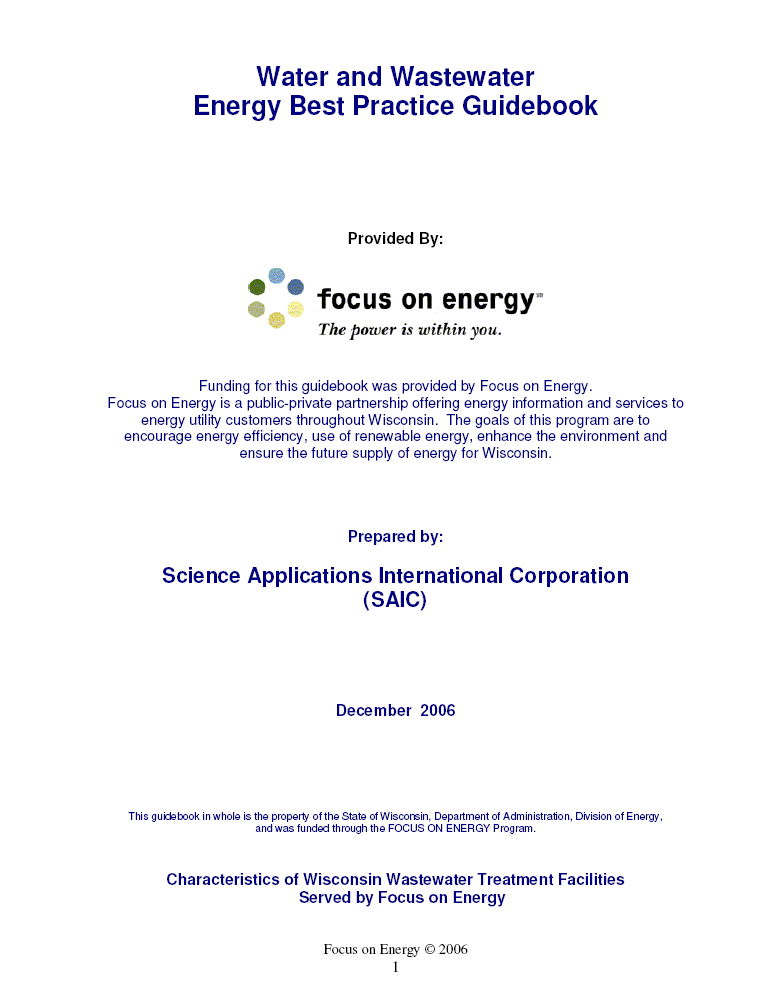 Water and Wastewater
Energy Best Practice Guidebook
Provided By:
focus on energy℠
The power is within you.
Funding for this guidebook was provided by Focus on Energy.
Focus on Energy is a public-private partnership offering energy information and services to
energy utility customers throughout Wisconsin.  The goals of this program are to
encourage energy efficiency, use of renewable energy, enhance the environment and
ensure the future supply of energy for Wisconsin.
Prepared by:
Science Applications International Corporation
(SAIC)
December  2006
This guidebook in whole is the property of the State of Wisconsin, Department of Administration, Division of Energy,
and was funded through the FOCUS ON ENERGY Program.
Characteristics of Wisconsin Wastewater Treatment Facilities
Served by Focus on Energy
Focus on Energy © 2006
1